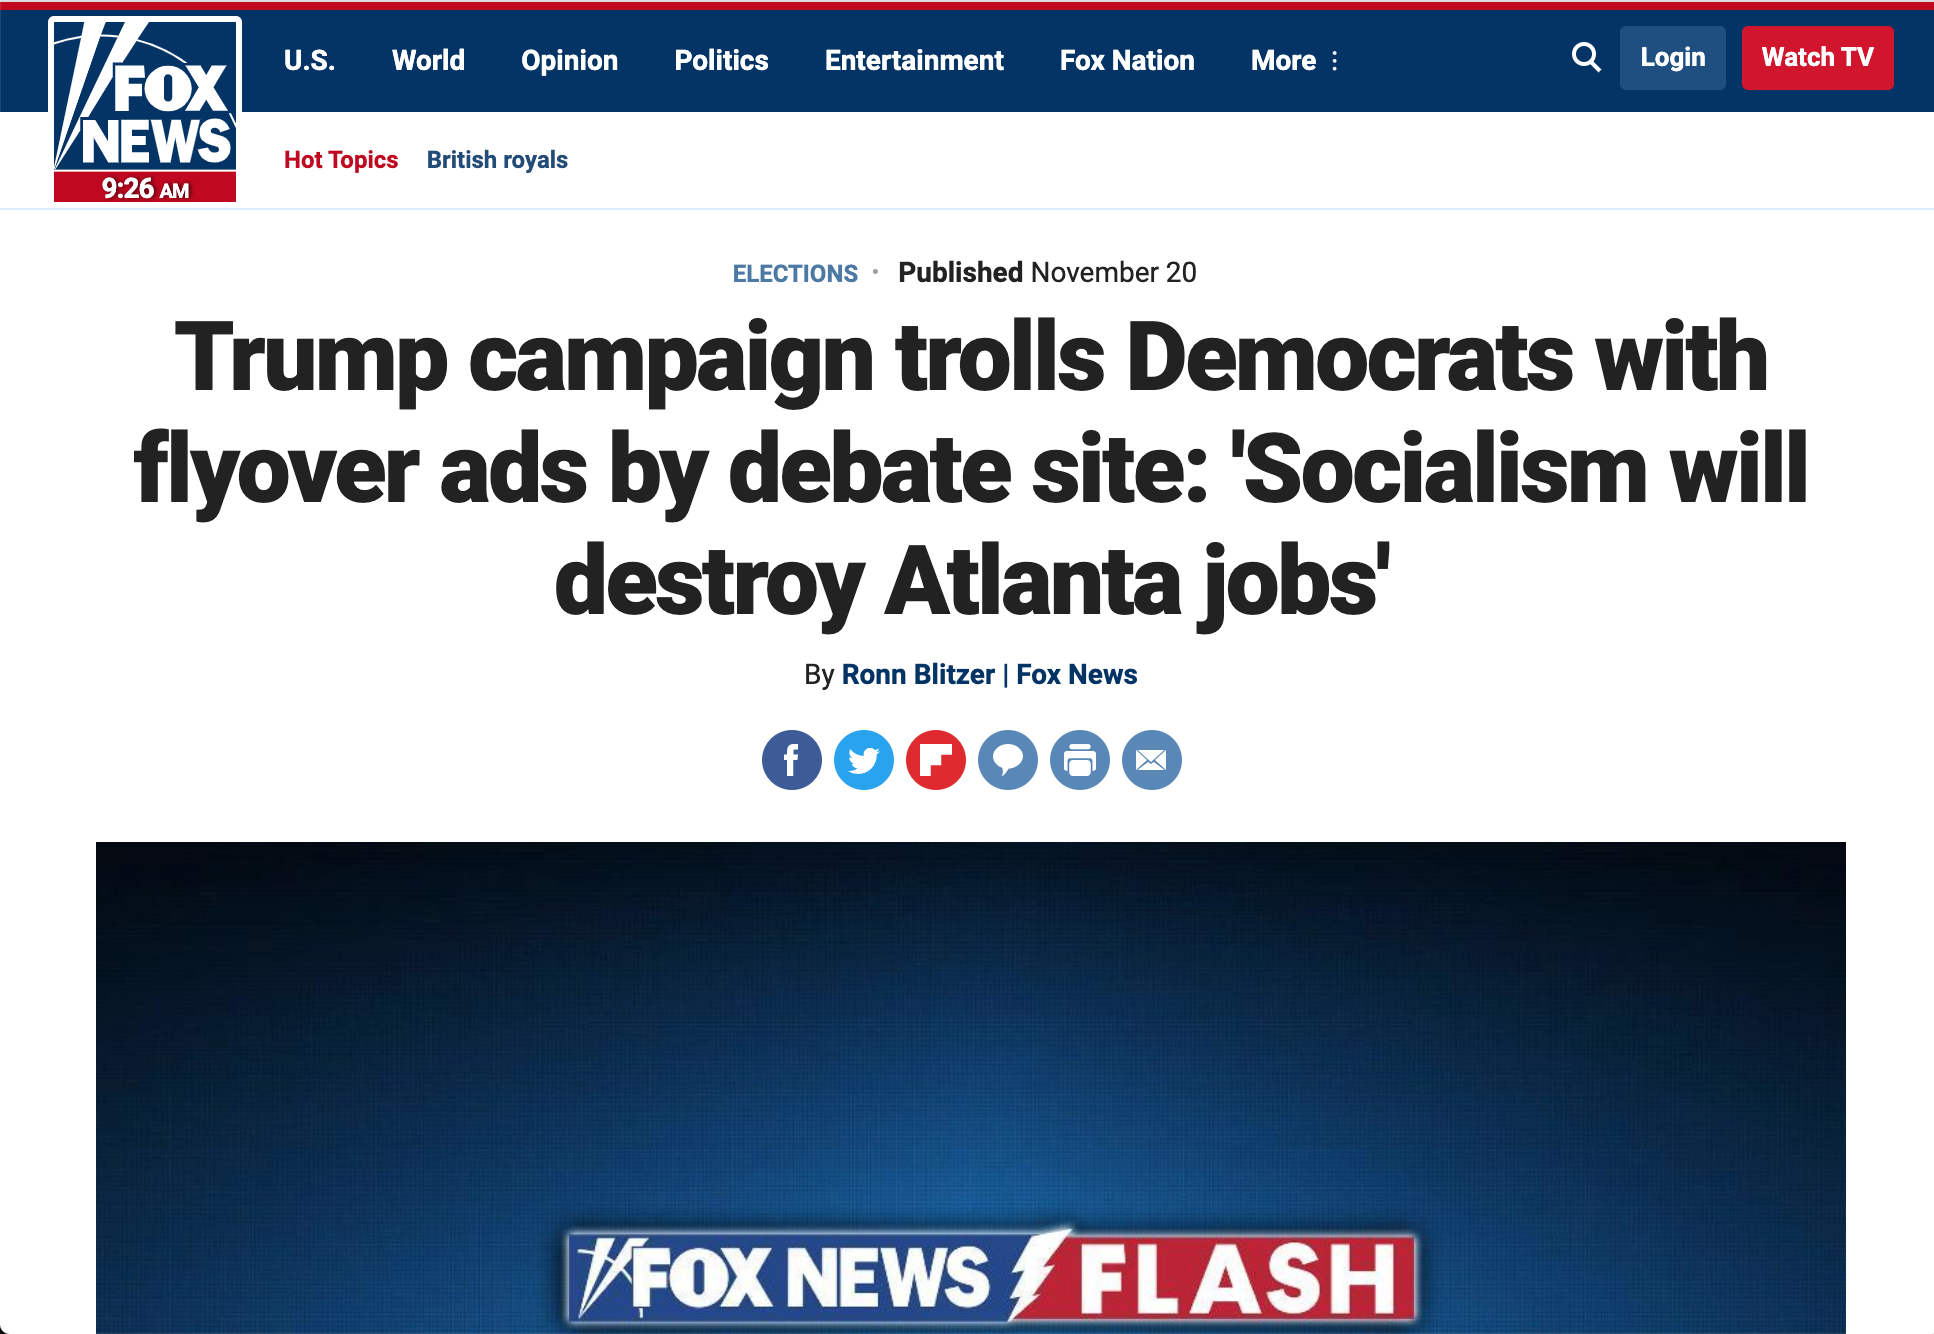 U.S. World Opinion Politics Entertainment Fox Nation More Login Watch TV
FOX
NEWS
9:26 AM
Hot Topics British royals
ELECTIONS · Published November 20
Trump campaign trolls Democrats with
flyover ads by debate site: 'Socialism will
destroy Atlanta jobs'
By Ronn Blitzer | Fox News
FOX NEWS FLASH